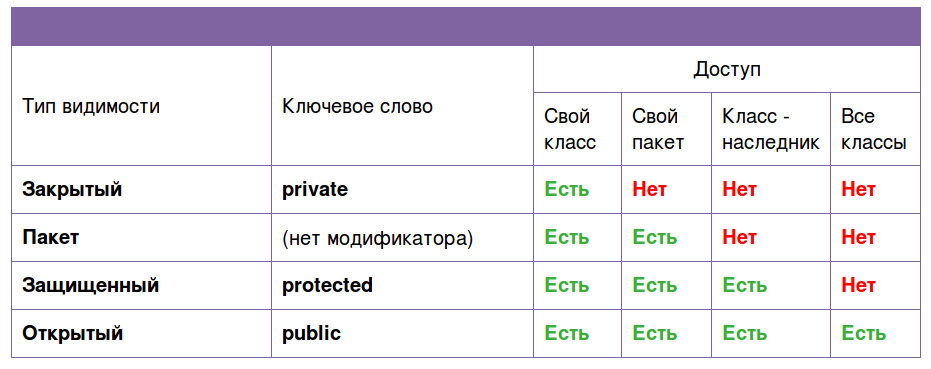 Доступ
Тип видимости Ключевое слово Свой класс Свой пакет Класс - наследник Все классы
Закрытый private Есть Нет Нет Нет
Пакет (нет модификатора) Есть Есть Нет Нет
Защищенный protected Есть Есть Есть Нет
Открытый public Есть Есть Есть Есть